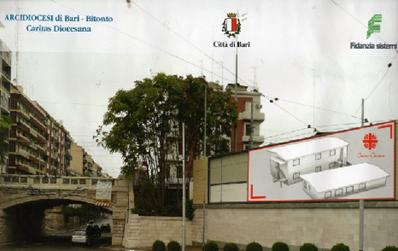 ARCIDIOCESI di Bari - Bitonto
Caritas Diocesana
Città di Bari
Fidanzia sistemi